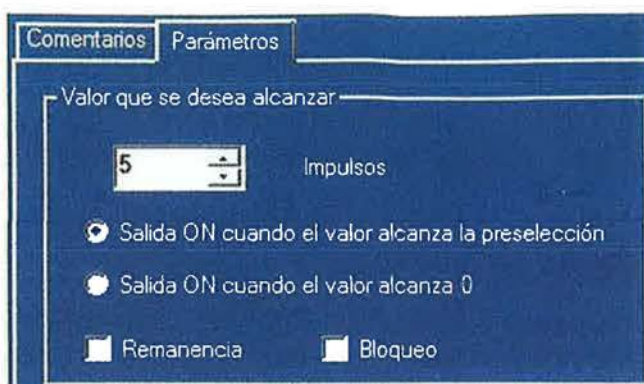 Comentarios Parámetros
Valor que se desea alcanzar
5 Impulsos
Salida ON cuando el valor alcanza la preselección
Salida ON cuando el valor alcanza 0
Remanencia Bloqueo